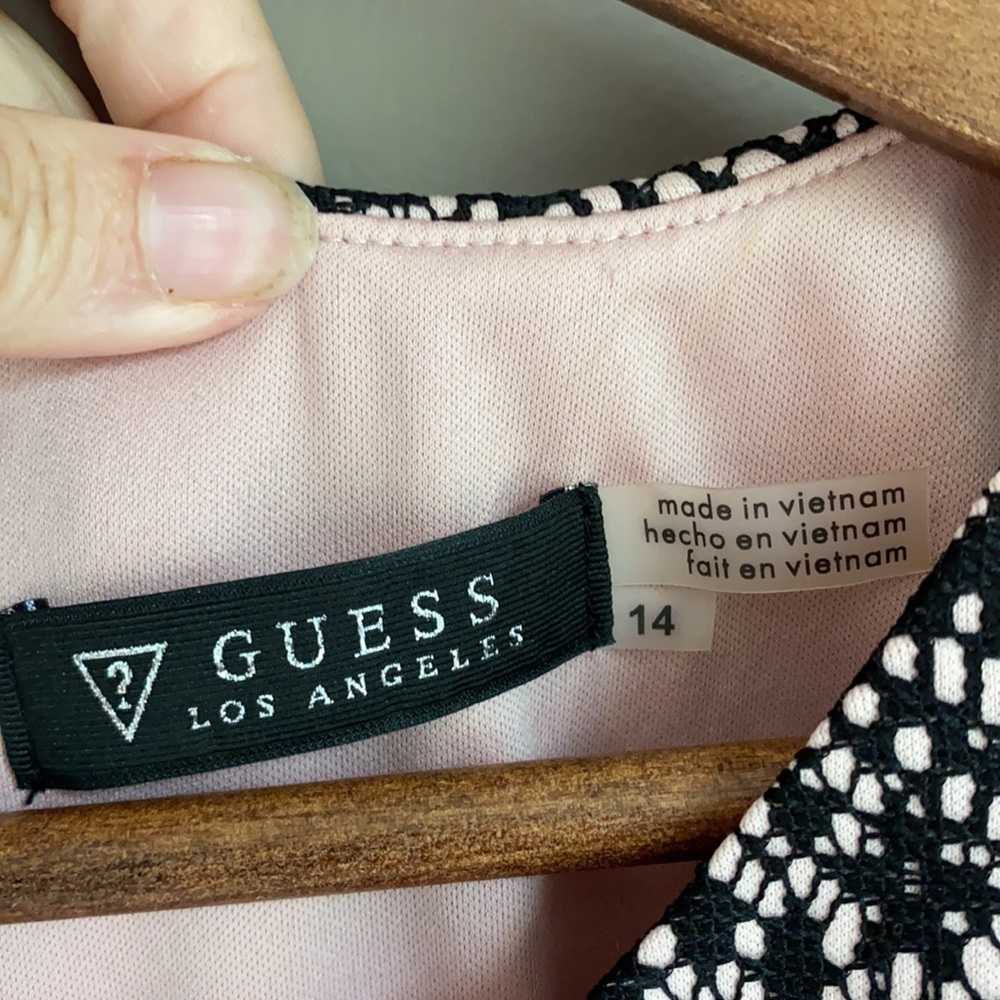 ?
GUESS
LOS ANGELES
made in vietnam
hecho en vietnam
fait en vietnam
14